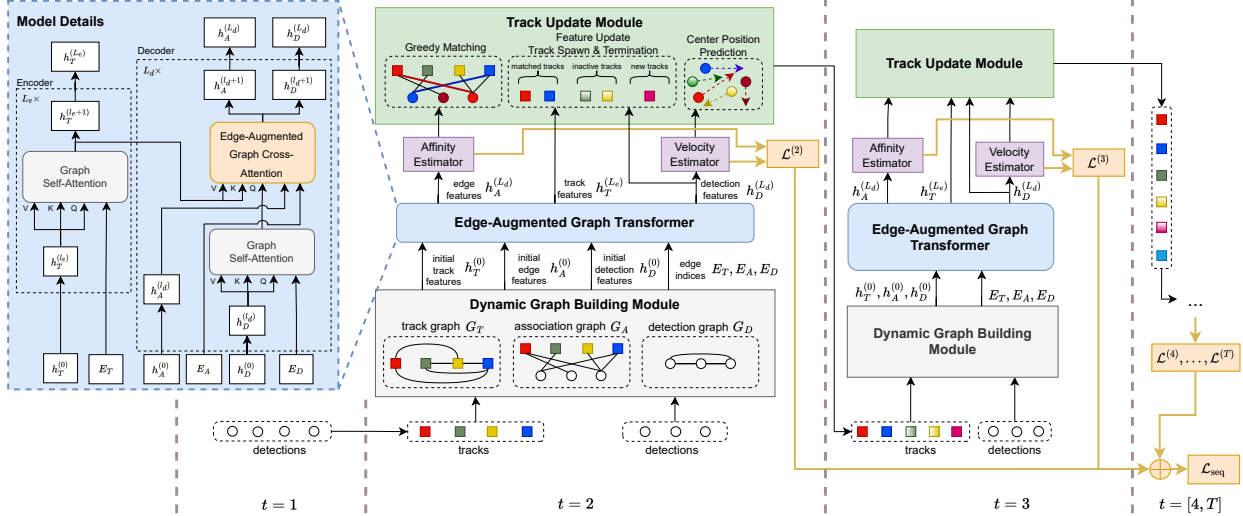 Model Details
h_A^{(L_d)}
h_D^{(L_d)}
Decoder
h_T^{(L_e)}
L_d×
Encoder
L_e×
h_T^{(l_e+1)}
h_A^{(l_d+1)}
h_D^{(l_d+1)}
Edge-Augmented
Graph Cross-
Attention
V K Q
Graph
Self-Attention
V K Q
Graph
Self-Attention
V K Q
h_T^{(l_e)}
h_A^{(l_d)}
h_D^{(l_d)}
h_T^{(0)}
E_T
h_A^{(0)}
E_A
h_D^{(0)}
E_D
detections
t = 1
Track Update Module
Greedy Matching
Feature Update
Track Spawn & Termination
matched tracks
inactive tracks
new tracks
Center Position
Prediction
Affinity
Estimator
Velocity
Estimator
ℒ^{(2)}
edge
features
h_A^{(L_d)}
track
features
h_T^{(L_e)}
detection
features
h_D^{(L_d)}
Edge-Augmented Graph Transformer
initial
track
features
h_T^{(0)}
initial
edge
features
h_A^{(0)}
initial
detection
features
h_D^{(0)}
edge
indices
E_T, E_A, E_D
Dynamic Graph Building Module
track graph G_T
association graph G_A
detection graph G_D
tracks
detections
t = 2
Track Update Module
Affinity
Estimator
Velocity
Estimator
ℒ^{(3)}
h_A^{(L_d)}
h_T^{(L_e)}
h_D^{(L_d)}
Edge-Augmented Graph
Transformer
h_T^{(0)}, h_A^{(0)}, h_D^{(0)}
E_T, E_A, E_D
Dynamic Graph Building
Module
tracks
detections
t = 3
...
ℒ^{(4)}, ..., ℒ^{(T)}
ℒ_{seq}
t = [4, T]